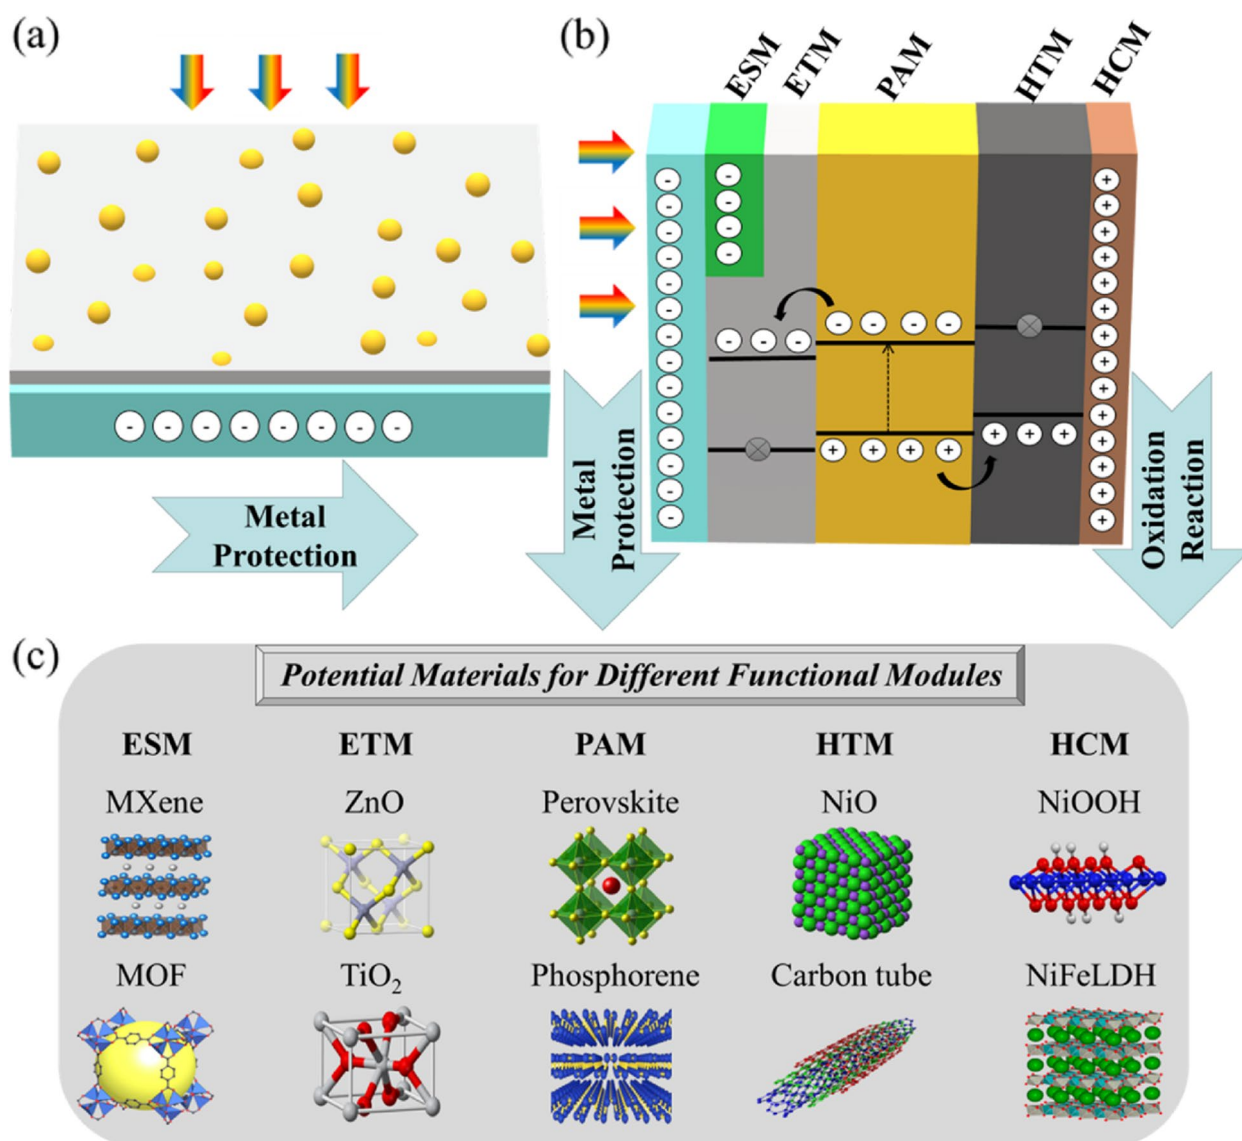 (a)
Metal
Protection
(b)
ESM
ETM
PAM
HTM
HCM
Metal
Protection
Oxidation
Reaction
(c)
Potential Materials for Different Functional Modules
ESM ETM PAM HTM HCM
MXene ZnO Perovskite NiO NiOOH
MOF TiO₂ Phosphorene Carbon tube NiFeLDH